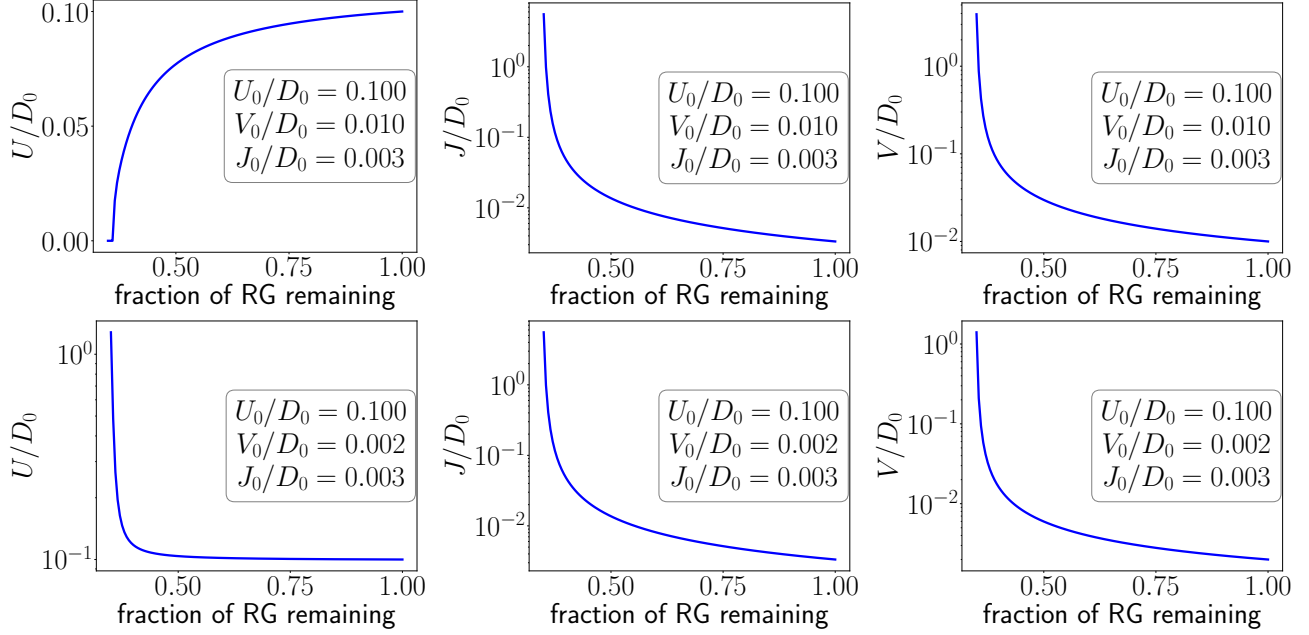 U/D₀
0.10
0.05
0.00
U₀/D₀ = 0.100
V₀/D₀ = 0.010
J₀/D₀ = 0.003
0.50
0.75
1.00
fraction of RG remaining
J/D₀
10⁰
10⁻¹
10⁻²
U₀/D₀ = 0.100
V₀/D₀ = 0.010
J₀/D₀ = 0.003
0.50
0.75
1.00
fraction of RG remaining
V/D₀
10⁰
10⁻¹
10⁻²
U₀/D₀ = 0.100
V₀/D₀ = 0.010
J₀/D₀ = 0.003
0.50
0.75
1.00
fraction of RG remaining
U/D₀
10⁰
10⁻¹
U₀/D₀ = 0.100
V₀/D₀ = 0.002
J₀/D₀ = 0.003
0.50
0.75
1.00
fraction of RG remaining
J/D₀
10⁰
10⁻¹
10⁻²
U₀/D₀ = 0.100
V₀/D₀ = 0.002
J₀/D₀ = 0.003
0.50
0.75
1.00
fraction of RG remaining
V/D₀
10⁰
10⁻¹
10⁻²
U₀/D₀ = 0.100
V₀/D₀ = 0.002
J₀/D₀ = 0.003
0.50
0.75
1.00
fraction of RG remaining